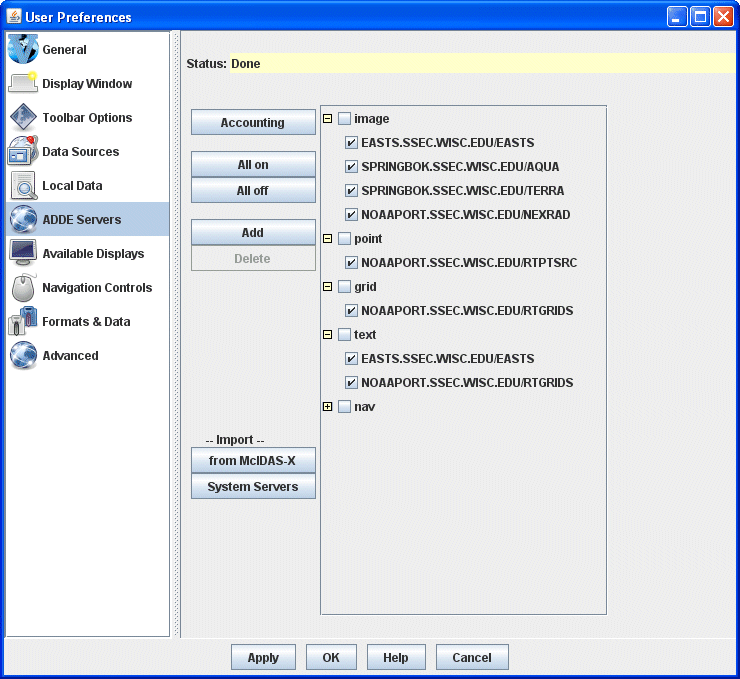 User Preferences
General
Display Window
Toolbar Options
Data Sources
Local Data
ADDE Servers
Available Displays
Navigation Controls
Formats & Data
Advanced
Status: Done
Accounting
All on
All off
Add
Delete
-- Import --
from McIDAS-X
System Servers
image
EASTS.SSEC.WISC.EDU/EASTS
SPRINGBOK.SSEC.WISC.EDU/AQUA
SPRINGBOK.SSEC.WISC.EDU/TERRA
NOAAPORT.SSEC.WISC.EDU/NEXRAD
point
NOAAPORT.SSEC.WISC.EDU/RTPTSRC
grid
NOAAPORT.SSEC.WISC.EDU/RTGRIDS
text
EASTS.SSEC.WISC.EDU/EASTS
NOAAPORT.SSEC.WISC.EDU/RTGRIDS
nav
Apply
OK
Help
Cancel